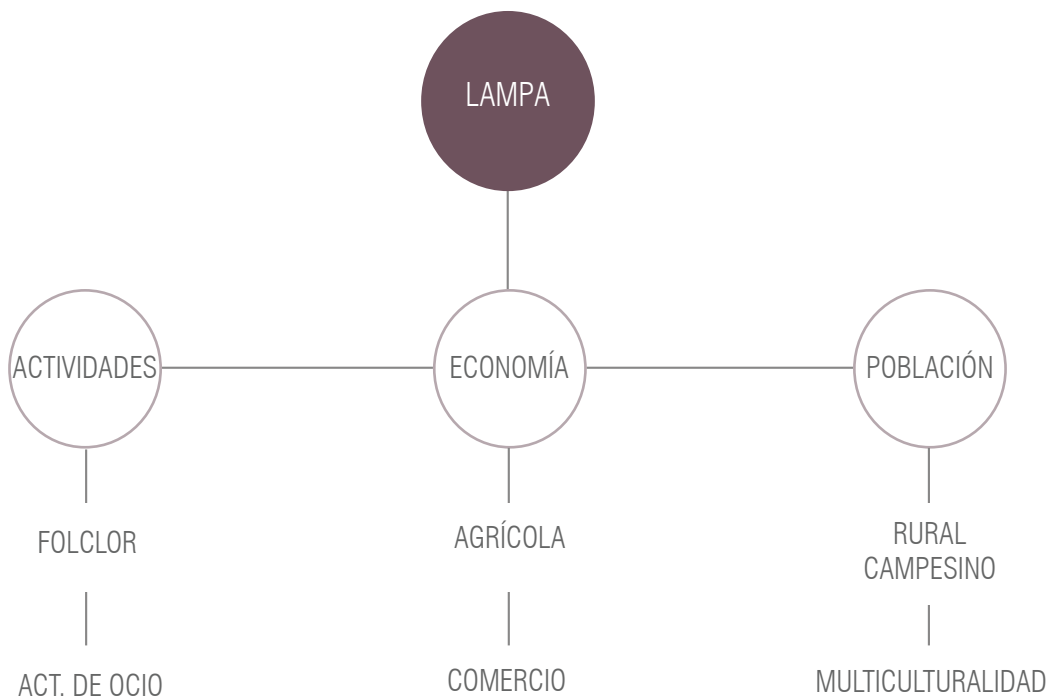 LAMPA
ACTIVIDADES
ECONOMÍA
POBLACIÓN
FOLCLOR
AGRÍCOLA
RURAL
CAMPESINO
ACT. DE OCIO
COMERCIO
MULTICULTURALIDAD